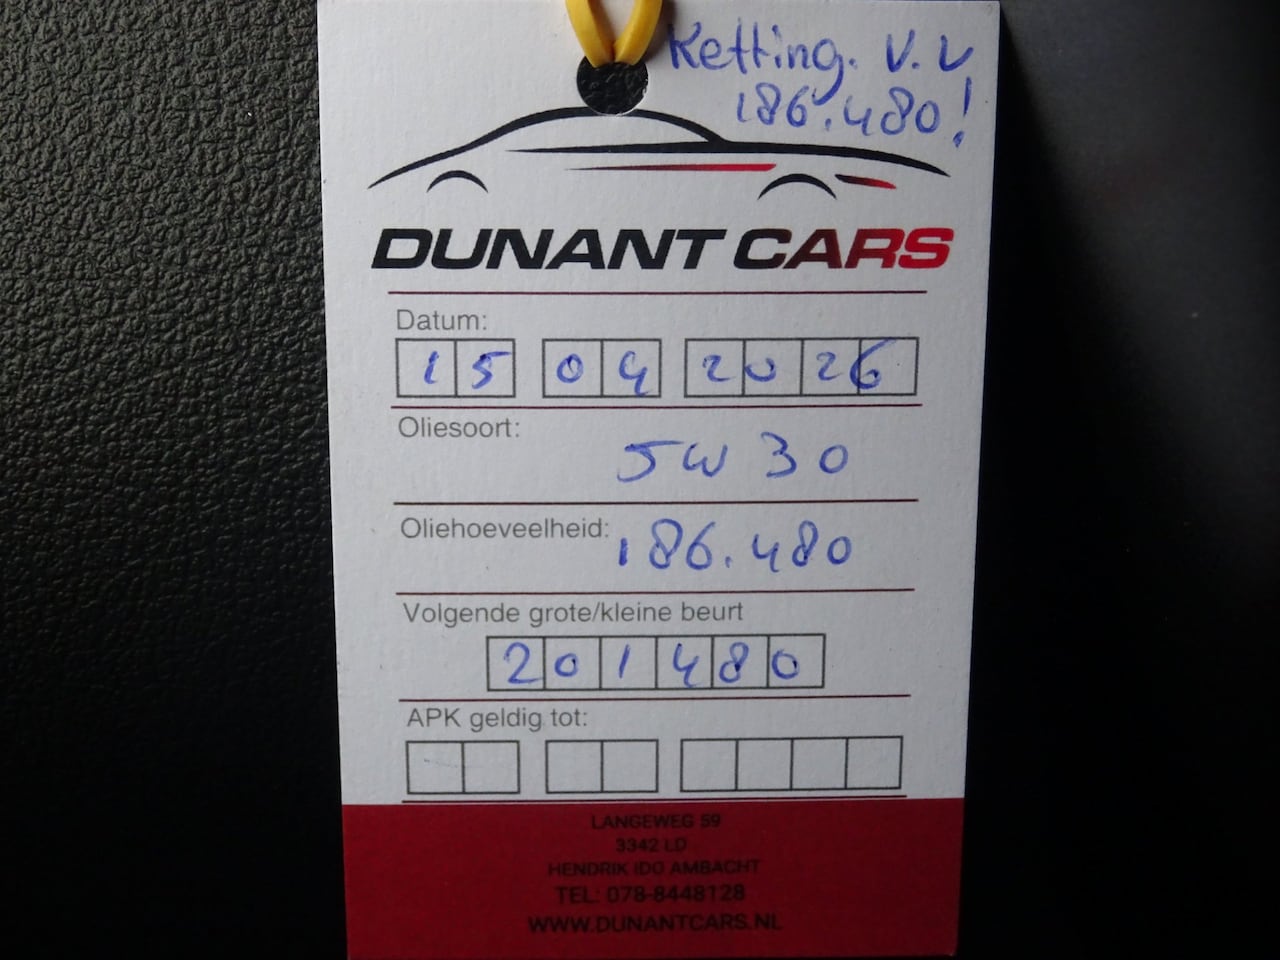 Ketting. V.V
186.480!
DUNANT CARS
Datum:
15 04 2026
Oliesoort:
5W30
Oliehoeveelheid: 186.480
Volgende grote/kleine beurt
201480
APK geldig tot:
LANGEWEG 59
3342 LD
HENDRIK IDO AMBACHT
TEL: 078-8448128
WWW.DUNANTCARS.NL